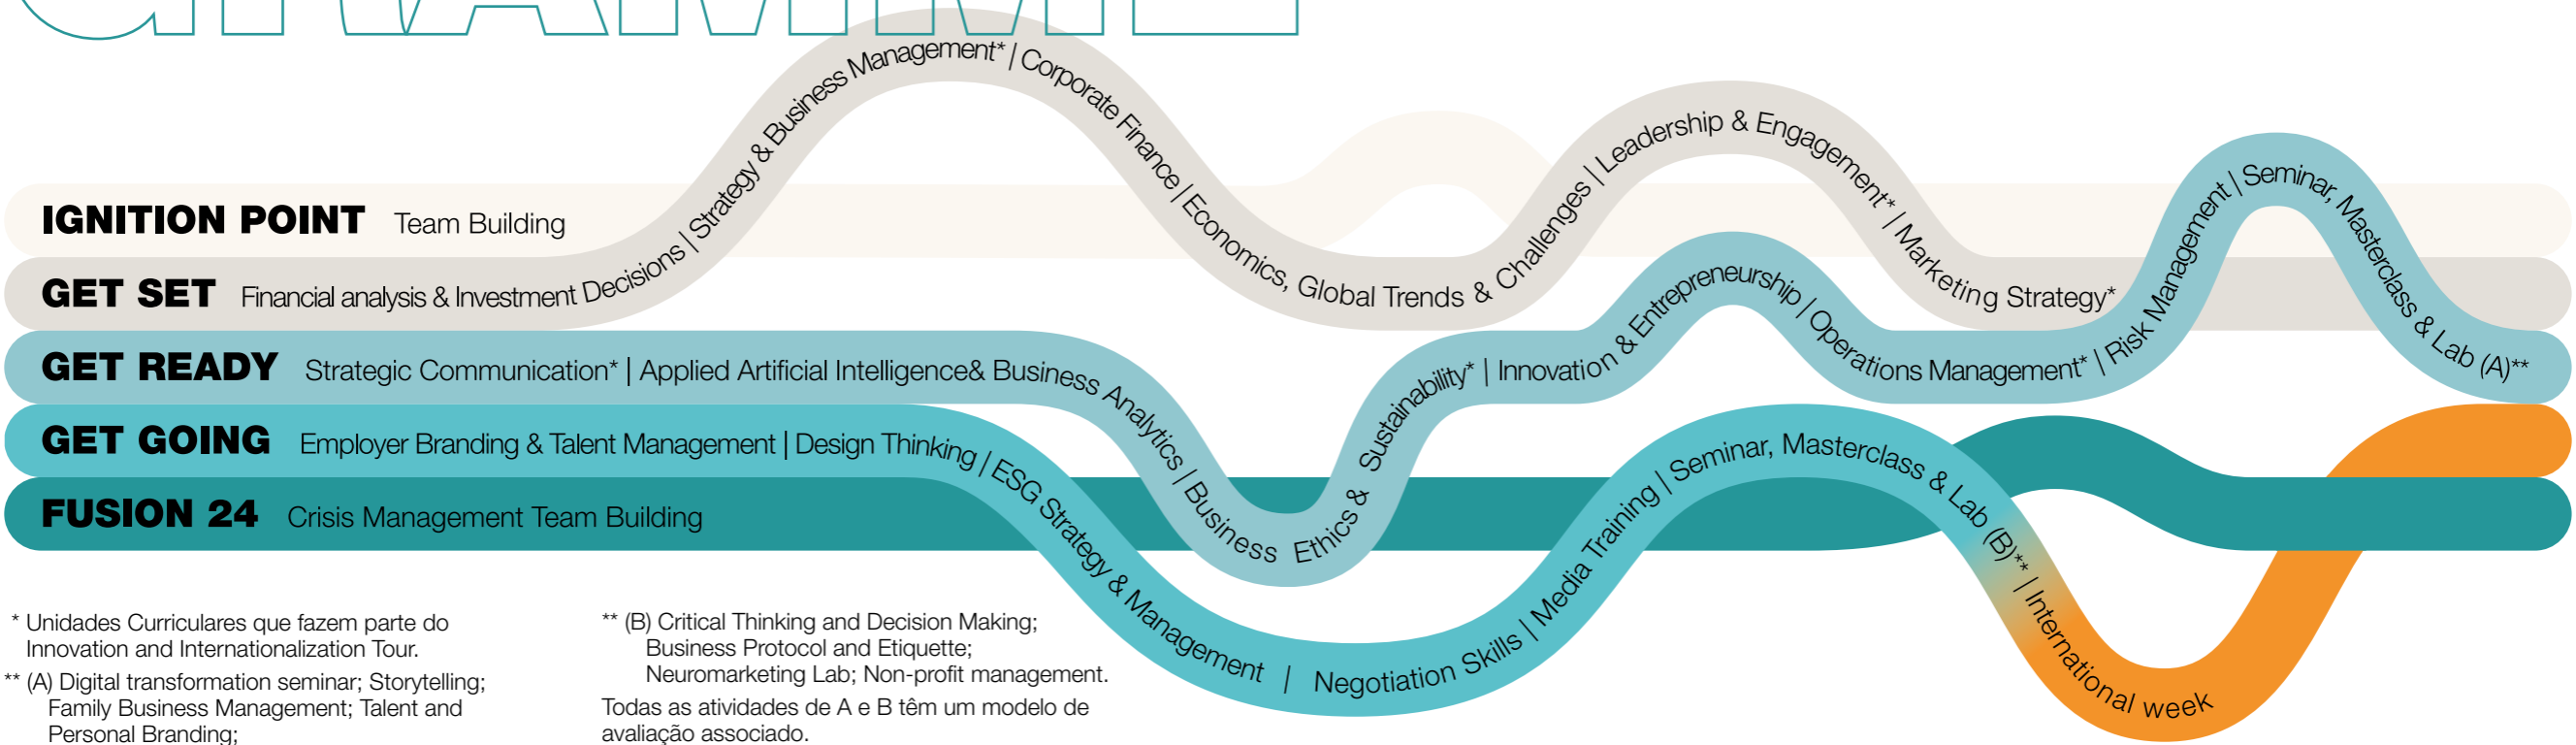 GRAMME
IGNITION POINT Team Building
GET SET Financial analysis & Investment Decisions | Strategy & Business Management* | Corporate Finance | Economics, Global Trends & Challenges | Leadership & Engagement* | Marketing Strategy*
GET READY Strategic Communication* | Applied Artificial Intelligence& Business Analytics | Business Ethics & Sustainability* | Innovation & Entrepreneurship | Operations Management* | Risk Management | Seminar, Masterclass & Lab (A)**
GET GOING Employer Branding & Talent Management | Design Thinking | ESG Strategy & Management | Negotiation Skills | Media Training | Seminar, Masterclass & Lab (B)** | International week
FUSION 24 Crisis Management Team Building
* Unidades Curriculares que fazem parte do
Innovation and Internationalization Tour.
** (A) Digital transformation seminar; Storytelling;
Family Business Management; Talent and
Personal Branding;
** (B) Critical Thinking and Decision Making;
Business Protocol and Etiquette;
Neuromarketing Lab; Non-profit management.
Todas as atividades de A e B têm um modelo de
avaliação associado.